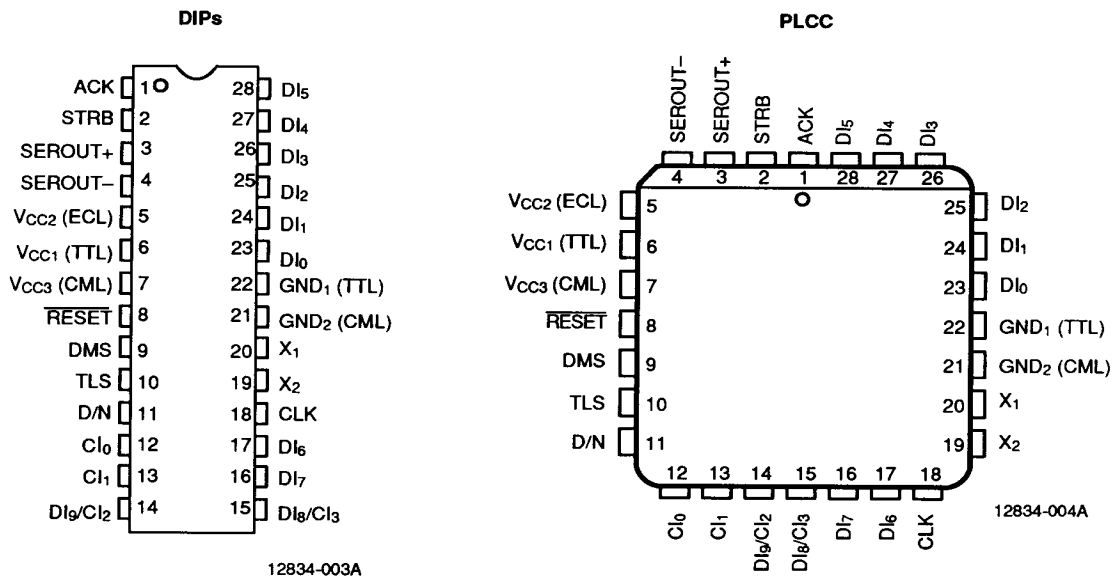 DIPs
ACK 1 28 DI5
STRB 2 27 DI4
SEROUT+ 3 26 DI3
SEROUT– 4 25 DI2
VCC2 (ECL) 5 24 DI1
VCC1 (TTL) 6 23 DI0
VCC3 (CML) 7 22 GND1 (TTL)
RESET 8 21 GND2 (CML)
DMS 9 20 X1
TLS 10 19 X2
D/N 11 18 CLK
CI0 12 17 DI6
CI1 13 16 DI7
DI9/CI2 14 15 DI8/CI3
12834-003A
PLCC
SEROUT– SEROUT+ STRB ACK DI5 DI4 DI3
4 3 2 1 28 27 26
VCC2 (ECL) 5 25 DI2
VCC1 (TTL) 6 24 DI1
VCC3 (CML) 7 23 DI0
RESET 8 22 GND1 (TTL)
DMS 9 21 GND2 (CML)
TLS 10 20 X1
D/N 11 19 X2
12 13 14 15 16 17 18
CI0 CI1 DI9/CI2 DI8/CI3 DI7 DI6 CLK
12834-004A